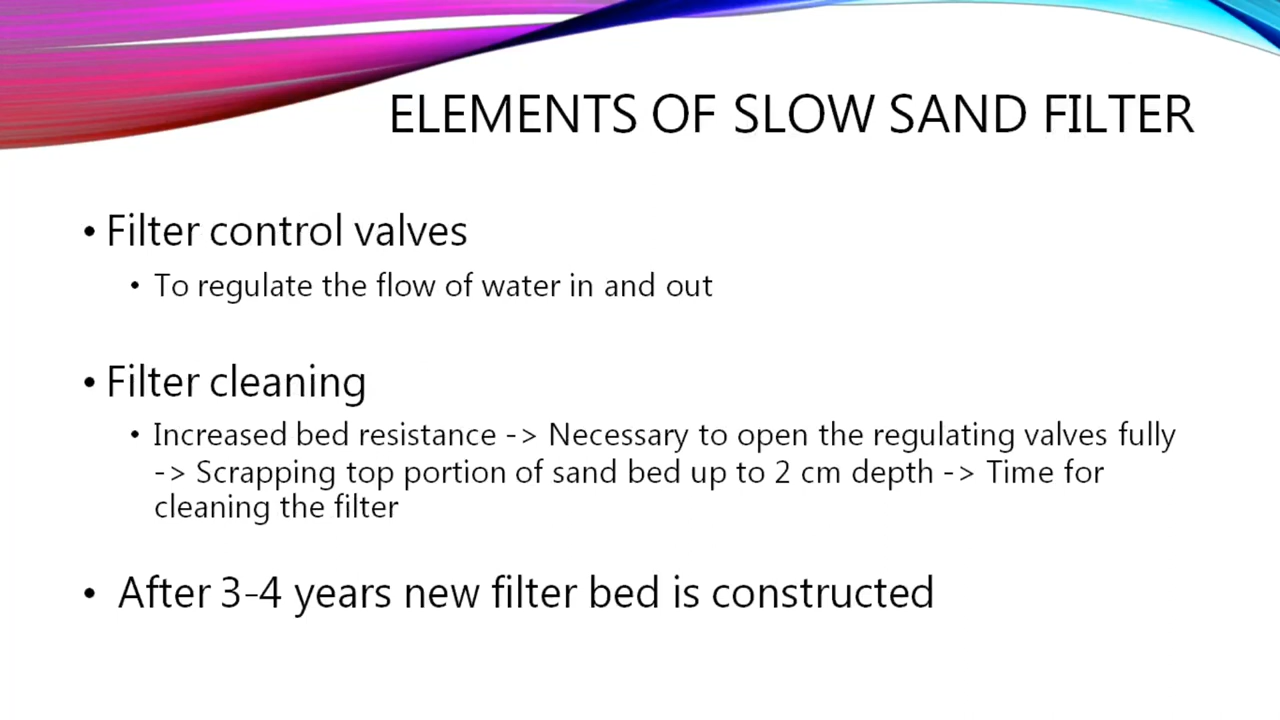 ELEMENTS OF SLOW SAND FILTER
• Filter control valves
• To regulate the flow of water in and out
• Filter cleaning
• Increased bed resistance -> Necessary to open the regulating valves fully
-> Scrapping top portion of sand bed up to 2 cm depth -> Time for
cleaning the filter
• After 3-4 years new filter bed is constructed